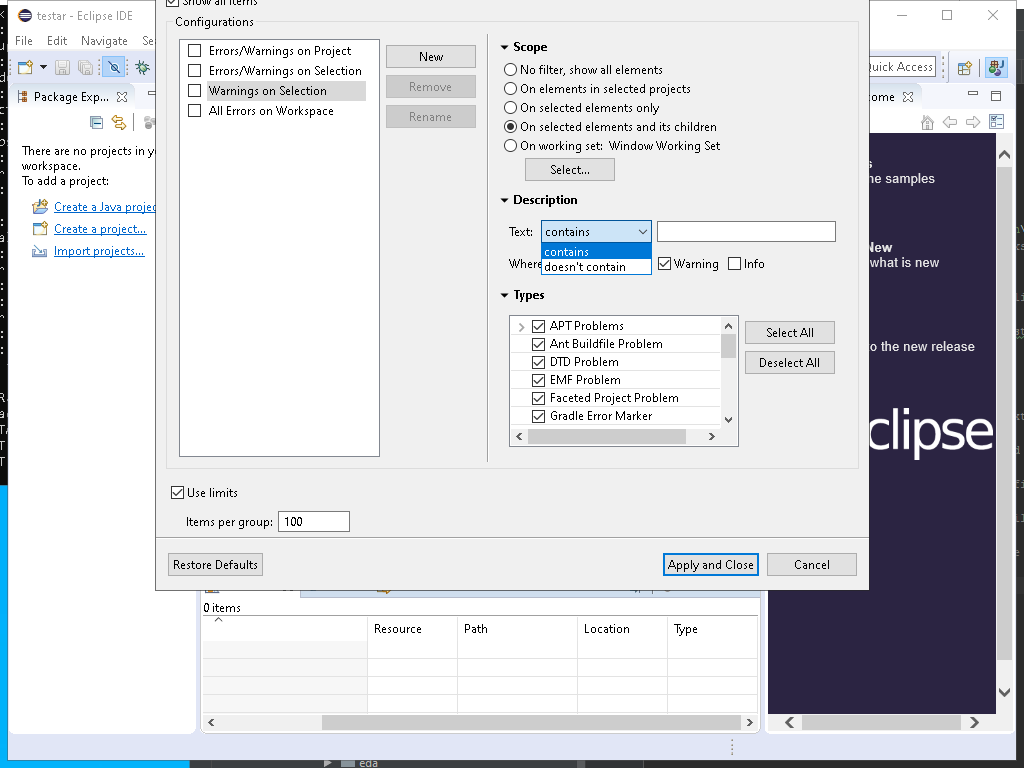 testar - Eclipse IDE
Show all items
File Edit Navigate Se
Configurations
Errors/Warnings on Project
Errors/Warnings on Selection
Warnings on Selection
All Errors on Workspace
New
Remove
Rename
Scope
No filter, show all elements
On elements in selected projects
On selected elements only
On selected elements and its children
On working set: Window Working Set
Select...
Description
Text: contains
contains
doesn't contain
Where
Warning
Info
Types
APT Problems
Ant Buildfile Problem
DTD Problem
EMF Problem
Faceted Project Problem
Gradle Error Marker
Select All
Deselect All
Use limits
Items per group: 100
Restore Defaults
Apply and Close
Cancel
Package Exp...
There are no projects in y
workspace.
To add a project:
Create a Java projec
Create a project...
Import projects...
Quick Access
ome
s
he samples
New
what is new
o the new release
clipse
0 items
Resource Path Location Type
eda